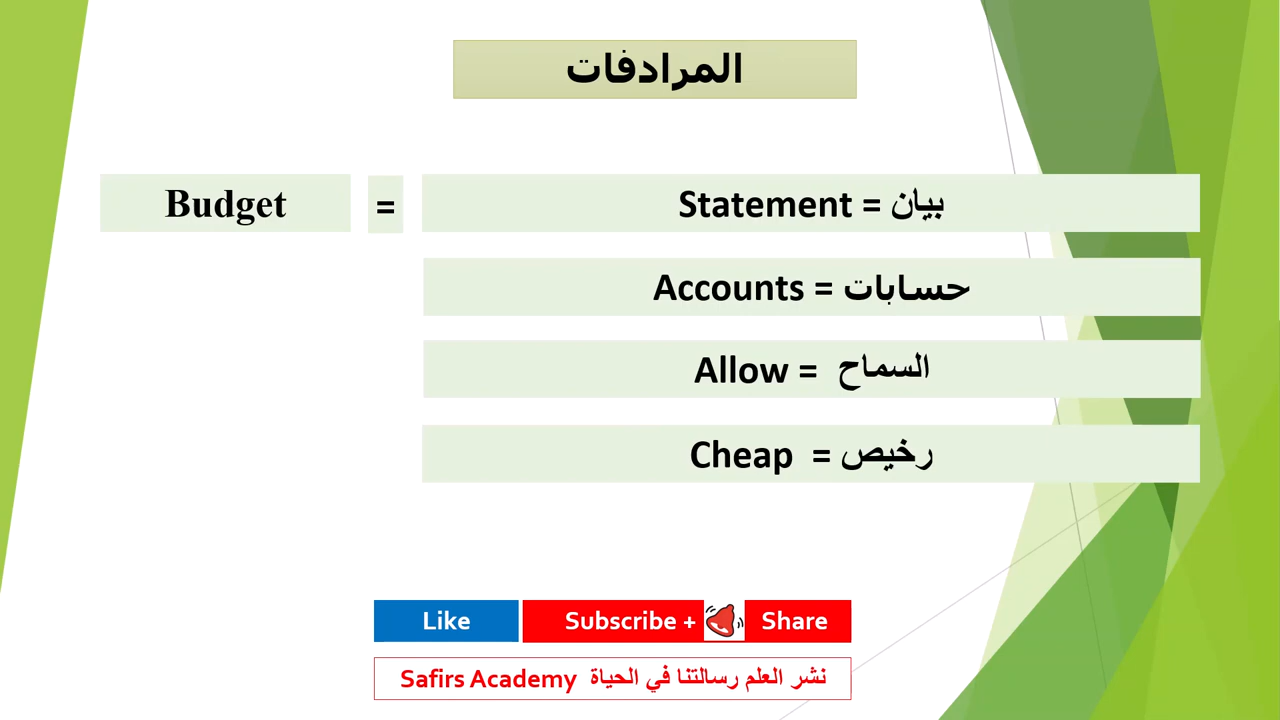 المرادفات
Budget = Statement = بيان
Accounts = حسابات
Allow = السماح
Cheap = رخيص
Like Subscribe + Share
Safirs Academy نشر العلم رسالتنا في الحياة